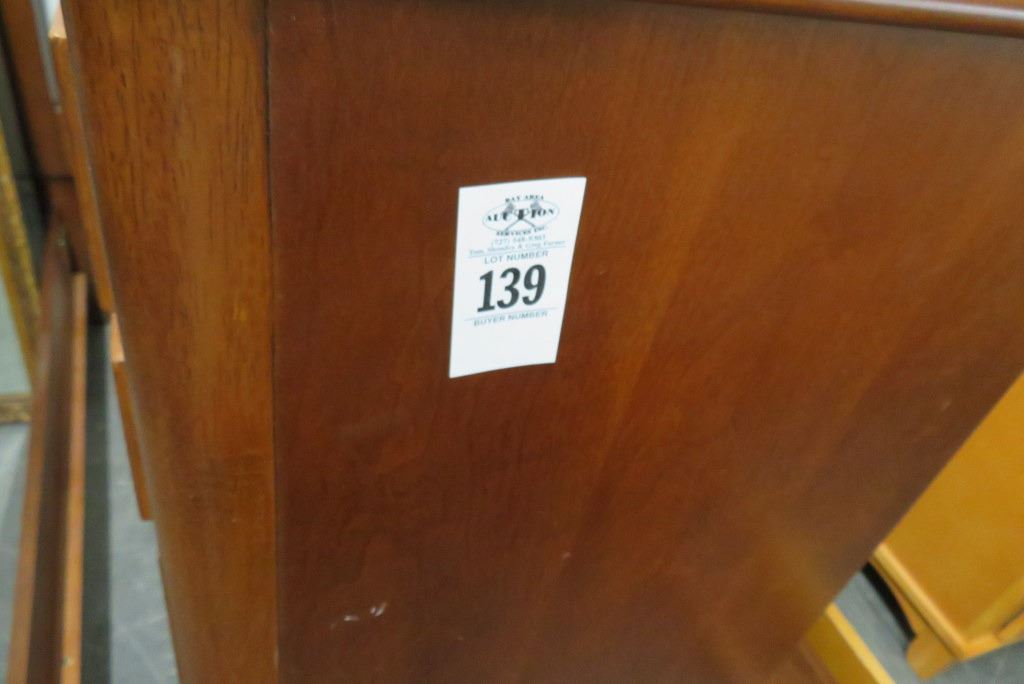 BAY AREA
AUCTION
SERVICES INC.
LOT NUMBER
139
BUYER NUMBER